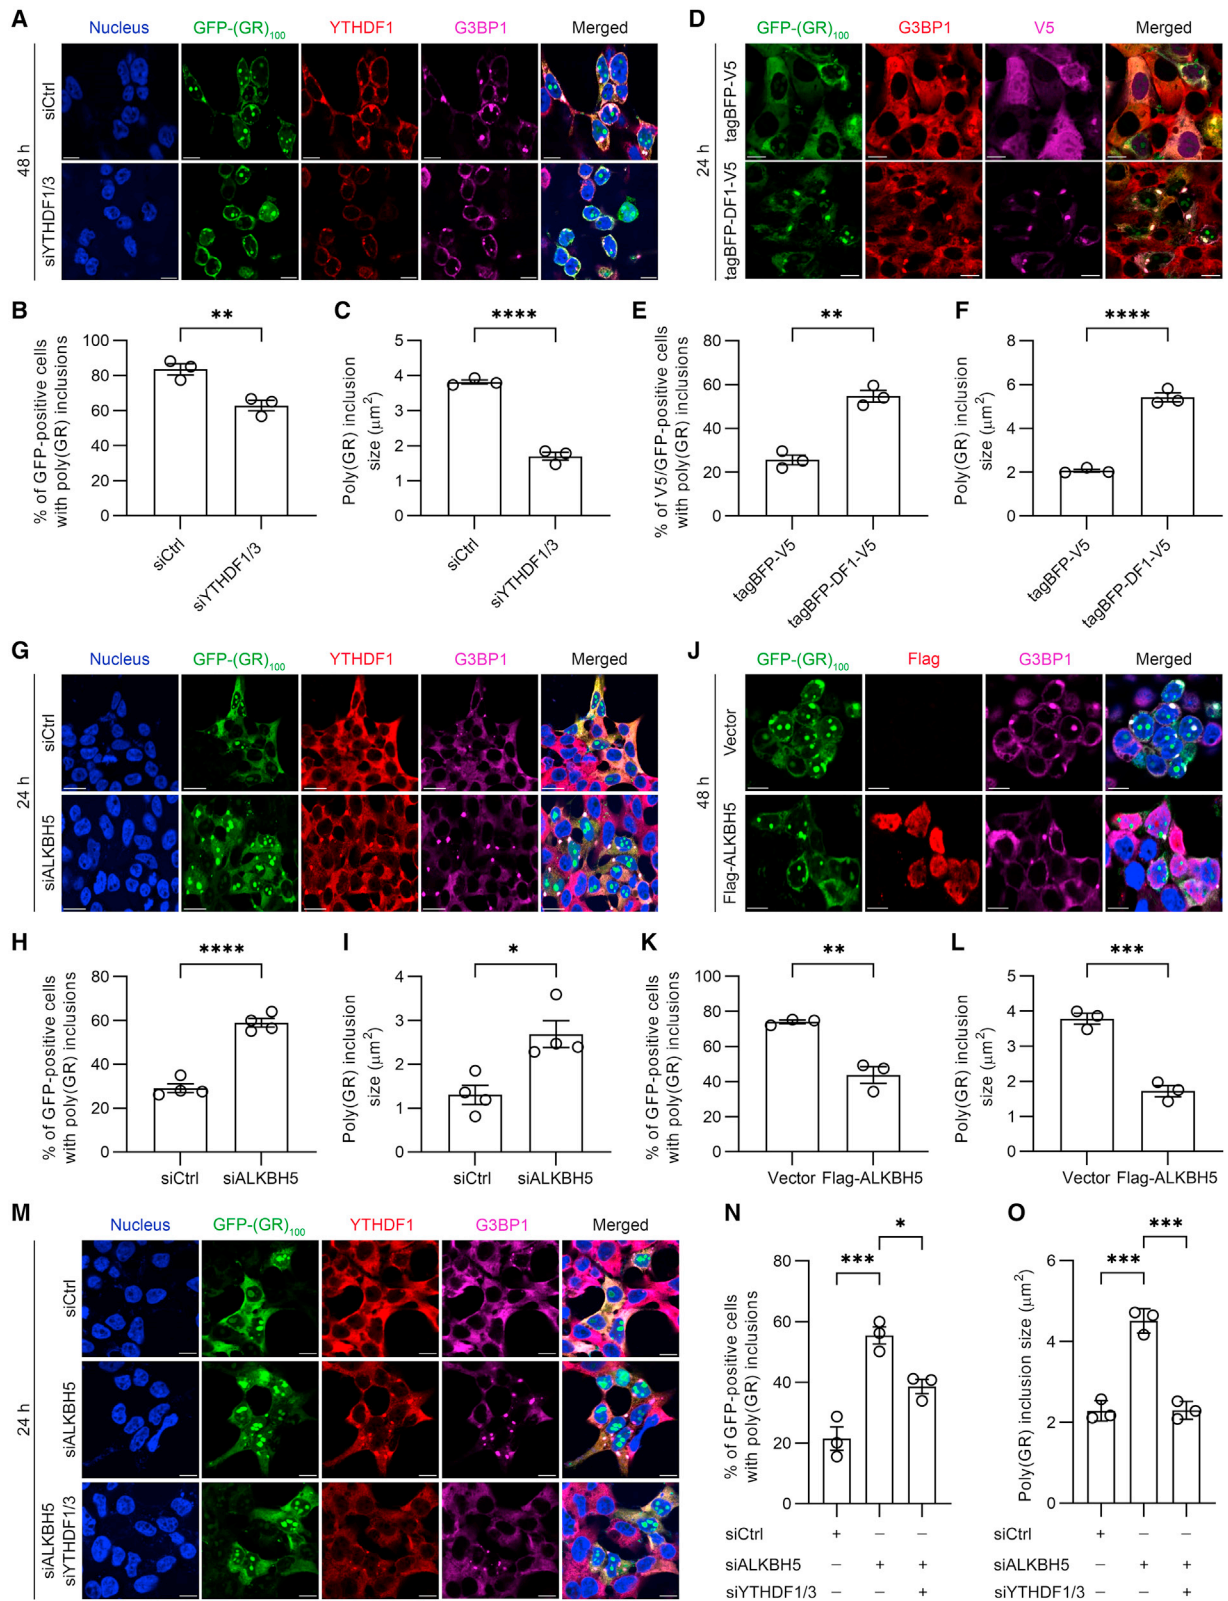 A
Nucleus GFP-(GR)100 YTHDF1 G3BP1 Merged
48 h
siCtrl
siYTHDF1/3
D
GFP-(GR)100 G3BP1 V5 Merged
24 h
tagBFP-V5
tagBFP-DF1-V5
B
**
% of GFP-positive cells
with poly(GR) inclusions
100
80
60
40
20
0
siCtrl
siYTHDF1/3
C
****
Poly(GR) inclusion
size (μm2)
5
4
3
2
1
0
siCtrl
siYTHDF1/3
E
**
% of V5/GFP-positive cells
with poly(GR) inclusions
80
60
40
20
0
tagBFP-V5
tagBFP-DF1-V5
F
****
Poly(GR) inclusion
size (μm2)
8
6
4
2
0
tagBFP-V5
tagBFP-DF1-V5
G
Nucleus GFP-(GR)100 YTHDF1 G3BP1 Merged
24 h
siCtrl
siALKBH5
J
GFP-(GR)100 Flag G3BP1 Merged
48 h
Vector
Flag-ALKBH5
H
****
% of GFP-positive cells
with poly(GR) inclusions
80
60
40
20
0
siCtrl siALKBH5
I
*
Poly(GR) inclusion
size (μm2)
4
3
2
1
0
siCtrl siALKBH5
K
**
% of GFP-positive cells
with poly(GR) inclusions
100
80
60
40
20
0
Vector Flag-ALKBH5
L
***
Poly(GR) inclusion
size (μm2)
5
4
3
2
1
0
Vector Flag-ALKBH5
M
Nucleus GFP-(GR)100 YTHDF1 G3BP1 Merged
24 h
siCtrl
siALKBH5
siALKBH5
siYTHDF1/3
N
*
***
% of GFP-positive cells
with poly(GR) inclusions
80
60
40
20
0
siCtrl + − −
siALKBH5 − + +
siYTHDF1/3 − − +
O
***
***
Poly(GR) inclusion size (μm2)
6
4
2
0
siCtrl + − −
siALKBH5 − + +
siYTHDF1/3 − − +